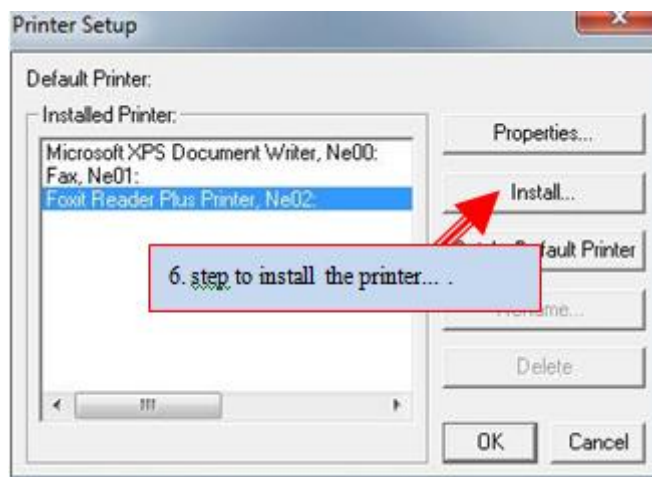 Printer Setup
Default Printer:
Installed Printer:
Microsoft XPS Document Writer, Ne00:
Fax, Ne01:
Foxit Reader Plus Printer, Ne02:
Properties...
Install...
Default Printer
6. step to install the printer... .
Delete
OK
Cancel